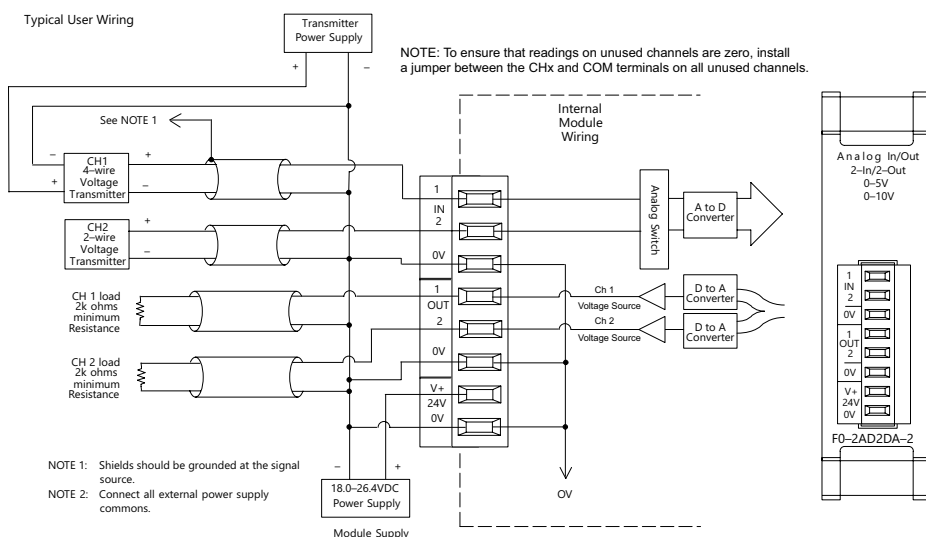 Typical User Wiring
Transmitter
Power Supply
+
–
NOTE: To ensure that readings on unused channels are zero, install
a jumper between the CHx and COM terminals on all unused channels.
See NOTE 1
–
+
CH1
4–wire
Voltage
Transmitter
+
–
CH2
2–wire
Voltage
Transmitter
+
–
CH 1 load
2k ohms
minimum
Resistance
CH 2 load
2k ohms
minimum
Resistance
1
IN
2
0V
1
OUT
2
0V
V+
24V
0V
Internal
Module
Wiring
Analog Switch
A to D
Converter
Ch 1
Voltage Source
D to A
Converter
Ch 2
Voltage Source
D to A
Converter
OV
–
+
18.0–26.4VDC
Power Supply
Module Supply
NOTE 1: Shields should be grounded at the signal
source.
NOTE 2: Connect all external power supply
commons.
Analog In/Out
2–In/2–Out
0–5V
0–10V
1
IN
2
0V
1
OUT
2
0V
V+
24V
0V
F0–2AD2DA–2